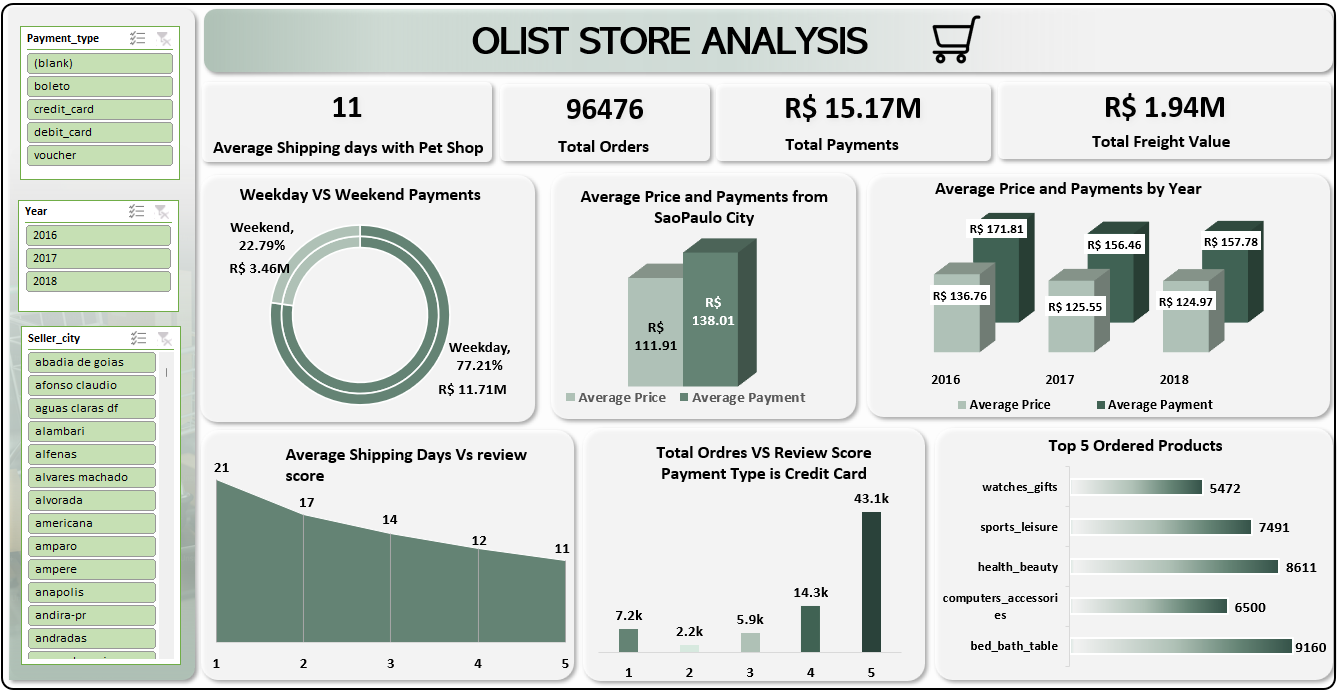 Payment_type
(blank)
boleto
credit_card
debit_card
voucher
Year
2016
2017
2018
Seller_city
abadia de goias
afonso claudio
aguas claras df
alambari
alfenas
alvares machado
alvorada
americana
amparo
ampere
anapolis
andira-pr
andradas
OLIST STORE ANALYSIS
11
Average Shipping days with Pet Shop
96476
Total Orders
R$ 15.17M
Total Payments
R$ 1.94M
Total Freight Value
Weekday VS Weekend Payments
Weekend,
22.79%
R$ 3.46M
Weekday,
77.21%
R$ 11.71M
Average Price and Payments from
SaoPaulo City
R$
111.91
R$
138.01
Average Price
Average Payment
Average Price and Payments by Year
R$ 171.81
R$ 156.46
R$ 157.78
R$ 136.76
R$ 125.55
R$ 124.97
2016
2017
2018
Average Price
Average Payment
Average Shipping Days Vs review
score
21
17
14
12
11
1
2
3
4
5
Total Ordres VS Review Score
Payment Type is Credit Card
7.2k
2.2k
5.9k
14.3k
43.1k
1
2
3
4
5
Top 5 Ordered Products
watches_gifts
5472
sports_leisure
7491
health_beauty
8611
computers_accessori
es
6500
bed_bath_table
9160